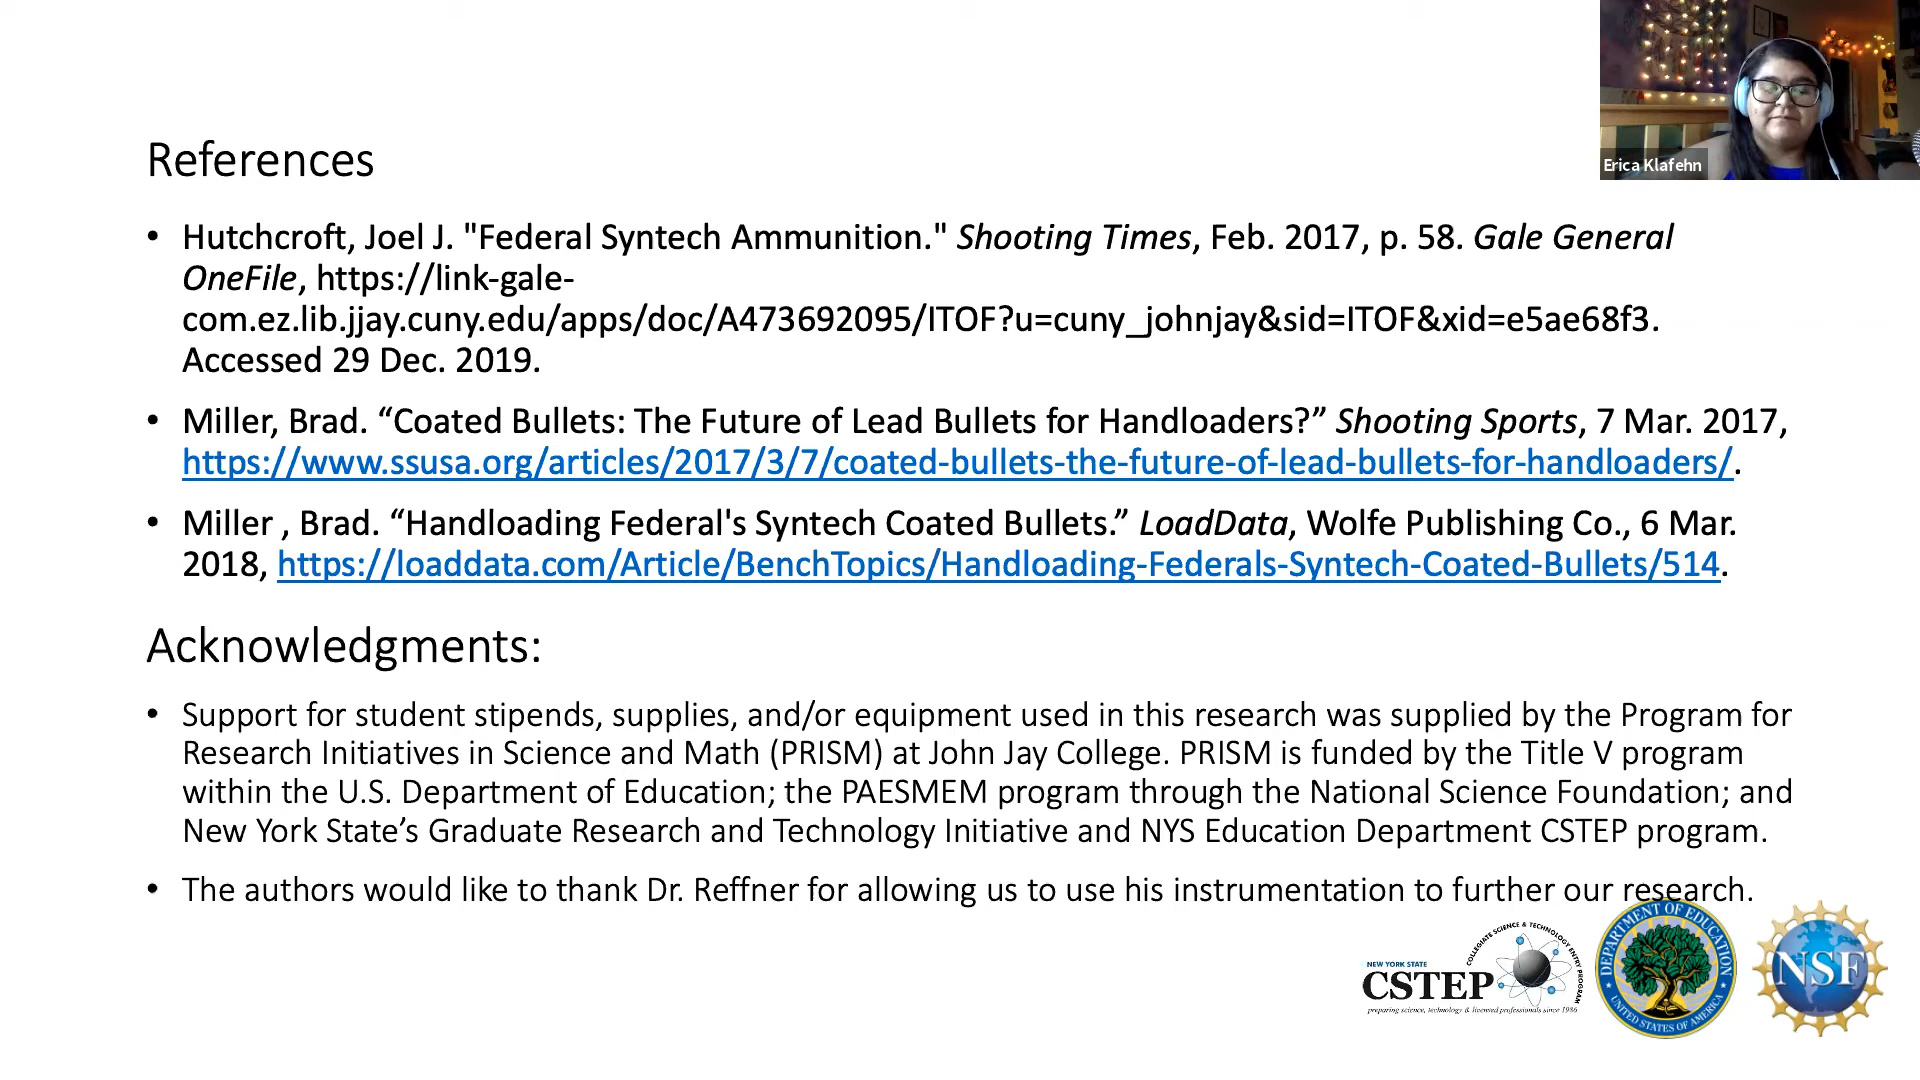 References
Erica Klafehn
• Hutchcroft, Joel J. "Federal Syntech Ammunition." Shooting Times, Feb. 2017, p. 58. Gale General
OneFile, https://link-gale-
com.ez.lib.jjay.cuny.edu/apps/doc/A473692095/ITOF?u=cuny_johnjay&sid=ITOF&xid=e5ae68f3.
Accessed 29 Dec. 2019.
• Miller, Brad. “Coated Bullets: The Future of Lead Bullets for Handloaders?” Shooting Sports, 7 Mar. 2017,
https://www.ssusa.org/articles/2017/3/7/coated-bullets-the-future-of-lead-bullets-for-handloaders/.
• Miller , Brad. “Handloading Federal's Syntech Coated Bullets.” LoadData, Wolfe Publishing Co., 6 Mar.
2018, https://loaddata.com/Article/BenchTopics/Handloading-Federals-Syntech-Coated-Bullets/514.
Acknowledgments:
• Support for student stipends, supplies, and/or equipment used in this research was supplied by the Program for
Research Initiatives in Science and Math (PRISM) at John Jay College. PRISM is funded by the Title V program
within the U.S. Department of Education; the PAESMEM program through the National Science Foundation; and
New York State’s Graduate Research and Technology Initiative and NYS Education Department CSTEP program.
• The authors would like to thank Dr. Reffner for allowing us to use his instrumentation to further our research.
NEW YORK STATE
CSTEP
COLLEGIATE SCIENCE & TECHNOLOGY ENTRY PROGRAM
preparing science, technology & licensed professionals since 1986
DEPARTMENT OF EDUCATION
UNITED STATES OF AMERICA
NSF